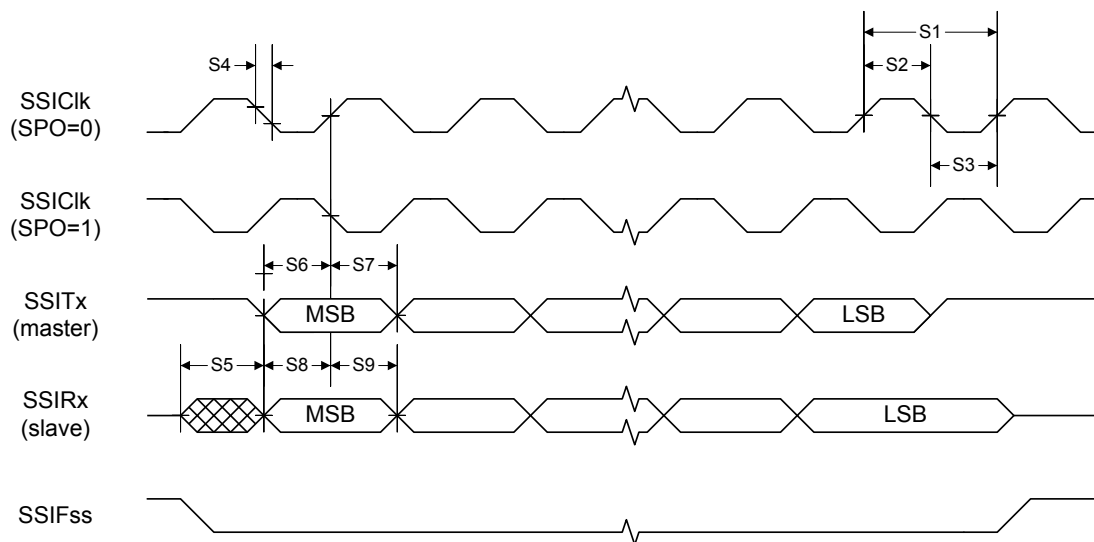 S1
S4
S2
SSIClk
(SPO=0)
S3
SSIClk
(SPO=1)
S6
S7
SSITx
(master)
MSB
LSB
S5
S8
S9
SSIRx
(slave)
MSB
LSB
SSIFss